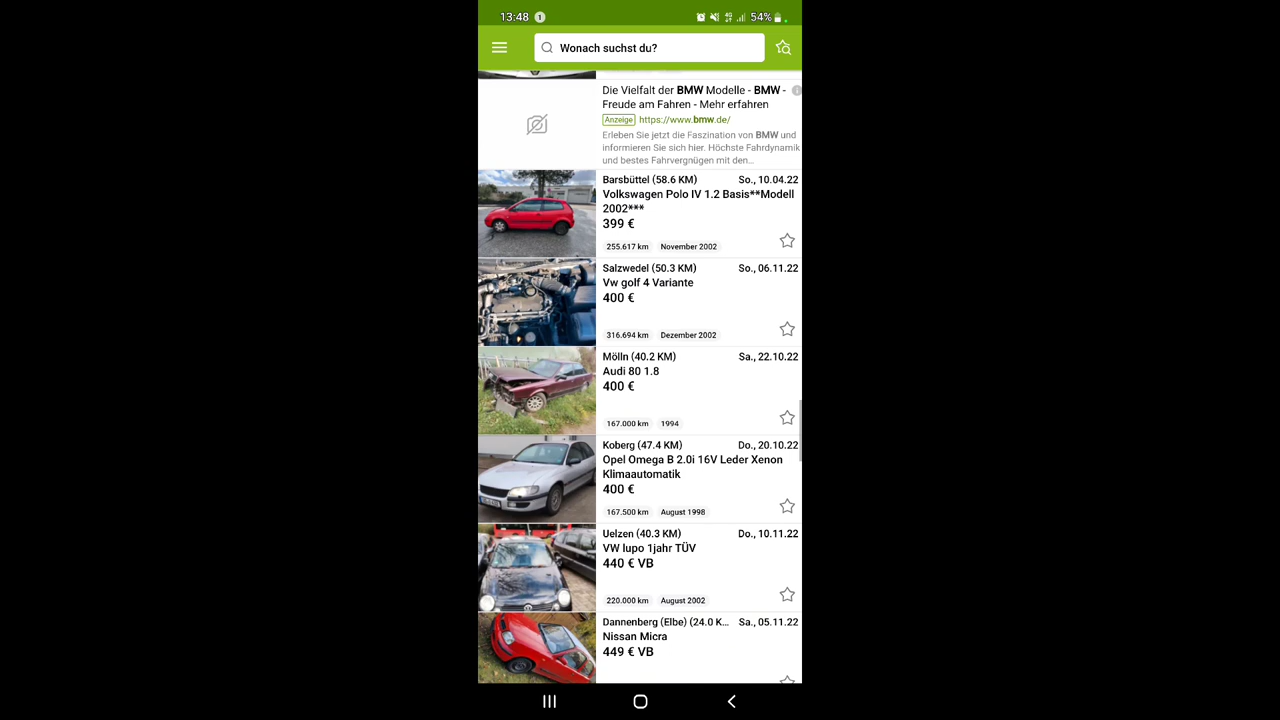 13:48 1 54%
Wonach suchst du?
Die Vielfalt der BMW Modelle - BMW -
Freude am Fahren - Mehr erfahren
Anzeige https://www.bmw.de/
Erleben Sie jetzt die Faszination von BMW und
informieren Sie sich hier. Höchste Fahrdynamik
und bestes Fahrvergnügen mit den...
Barsbüttel (58.6 KM) So., 10.04.22
Volkswagen Polo IV 1.2 Basis**Modell
2002***
399 €
255.617 km November 2002
Salzwedel (50.3 KM) So., 06.11.22
Vw golf 4 Variante
400 €
316.694 km Dezember 2002
Mölln (40.2 KM) Sa., 22.10.22
Audi 80 1.8
400 €
167.000 km 1994
Koberg (47.4 KM) Do., 20.10.22
Opel Omega B 2.0i 16V Leder Xenon
Klimaautomatik
400 €
167.500 km August 1998
Uelzen (40.3 KM) Do., 10.11.22
VW lupo 1jahr TÜV
440 € VB
220.000 km August 2002
Dannenberg (Elbe) (24.0 K... Sa., 05.11.22
Nissan Micra
449 € VB